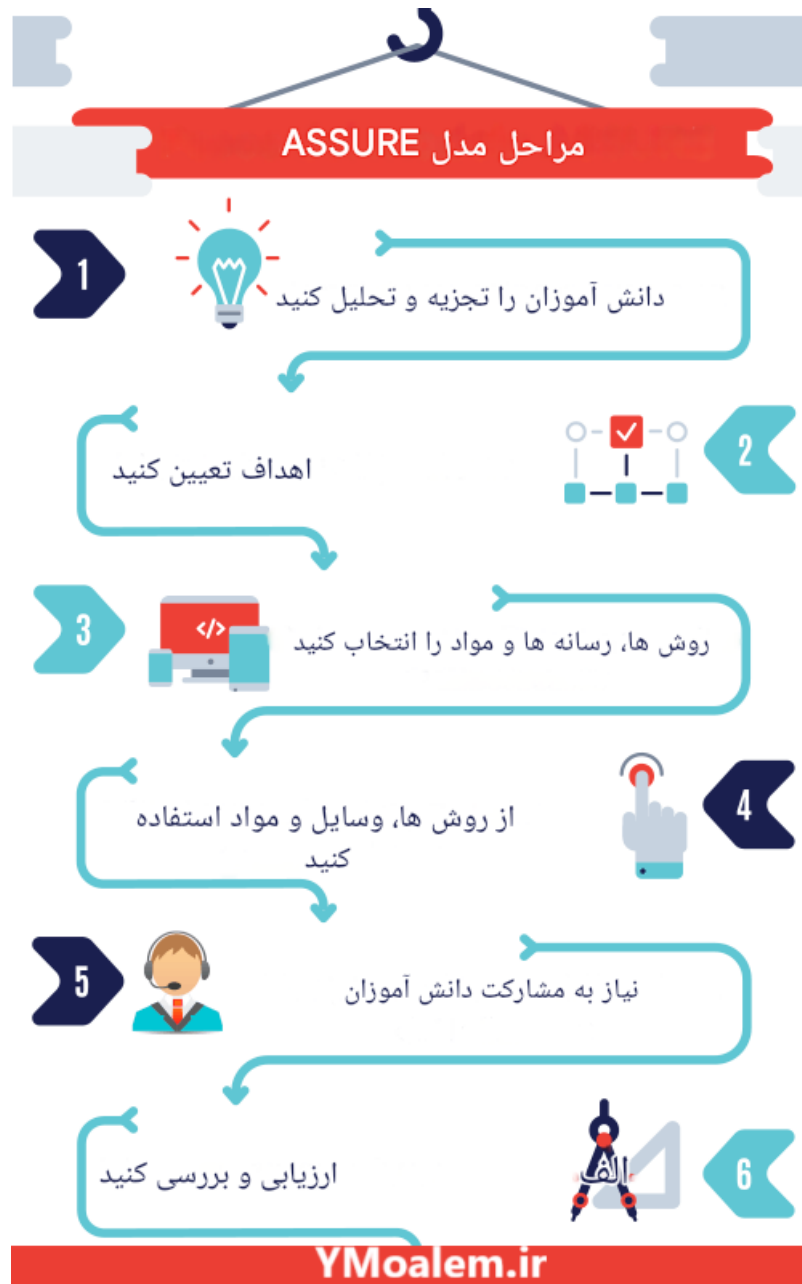 مراحل مدل ASSURE
1
دانش آموزان را تجزیه و تحلیل کنید
2
اهداف تعیین کنید
3
</>
روش ها، رسانه ها و مواد را انتخاب کنید
4
از روش ها، وسایل و مواد استفاده
کنید
5
نیاز به مشارکت دانش آموزان
6
الف
ارزیابی و بررسی کنید
YMoalem.ir